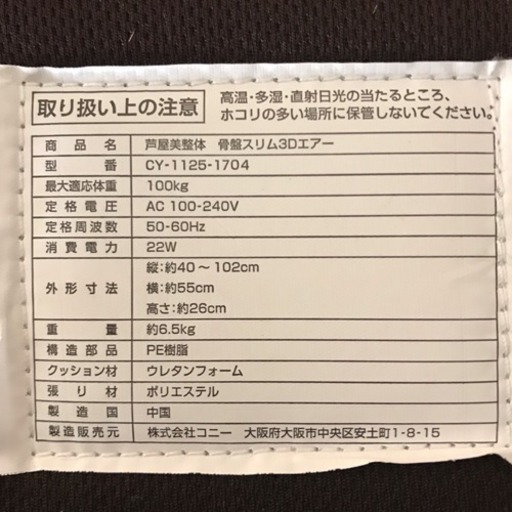 取り扱い上の注意
高温・多湿・直射日光の当たるところ、
ホコリの多い場所に保管しないでください。
商品名 芦屋美整体 骨盤スリム3Dエアー
型番 CY-1125-1704
最大適応体重 100kg
定格電圧 AC 100-240V
定格周波数 50-60Hz
消費電力 22W
外形寸法 縦:約40~102cm
横:約55cm
高さ:約26cm
重量 約6.5kg
構造部品 PE樹脂
クッション材 ウレタンフォーム
張り材 ポリエステル
製造国 中国
製造販売元 株式会社コニー 大阪府大阪市中央区安土町1-8-15